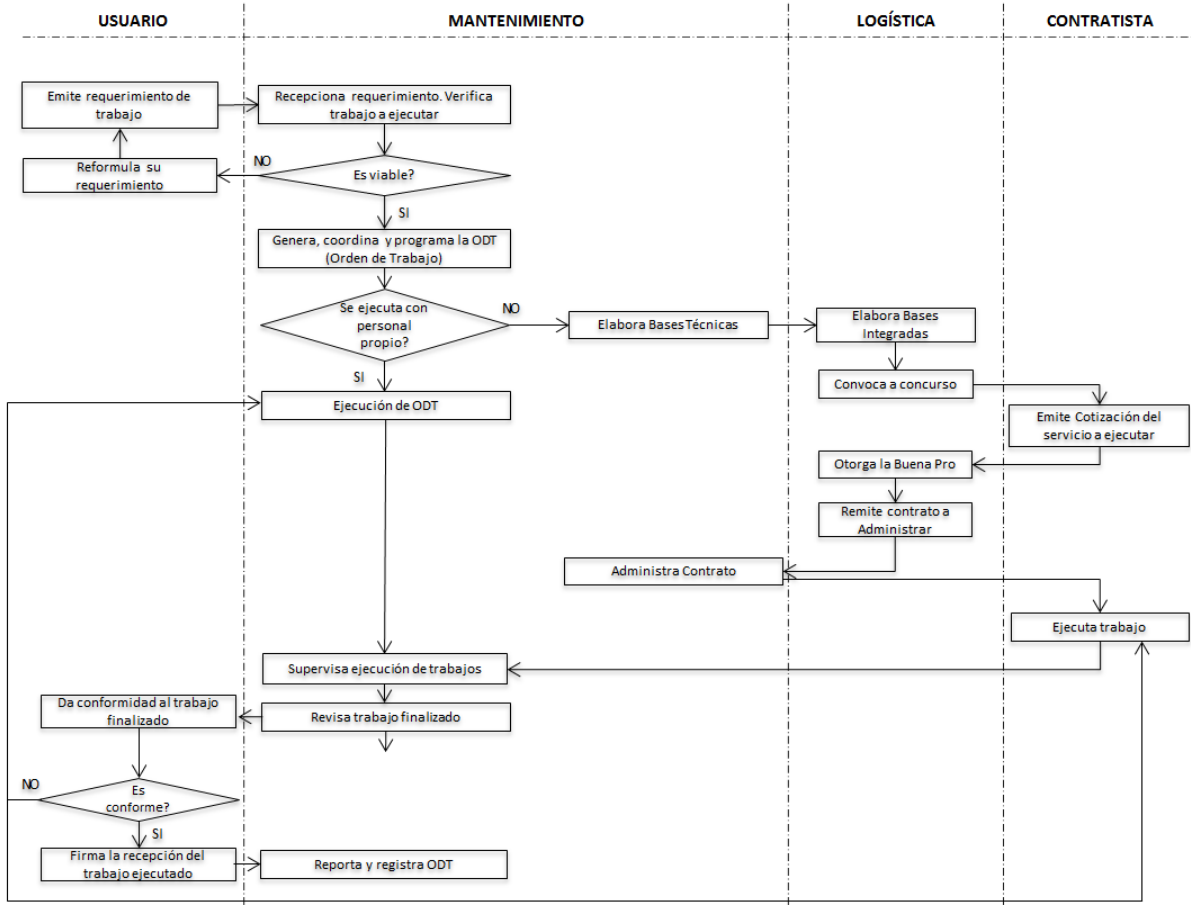 USUARIO
MANTENIMIENTO
LOGÍSTICA
CONTRATISTA
Emite requerimiento de
trabajo
Recepciona requerimiento. Verifica
trabajo a ejecutar
Reformula su
requerimiento
NO
Es viable?
SI
Genera, coordina y programa la ODT
(Orden de Trabajo)
Se ejecuta con
personal
propio?
NO
Elabora Bases Técnicas
Elabora Bases
Integradas
SI
Convoca a concurso
Ejecución de ODT
Emite Cotización del
servicio a ejecutar
Otorga la Buena Pro
Remite contrato a
Administrar
Administra Contrato
Ejecuta trabajo
Supervisa ejecución de trabajos
Da conformidad al trabajo
finalizado
Revisa trabajo finalizado
NO
Es
conforme?
SI
Firma la recepción del
trabajo ejecutado
Reporta y registra ODT